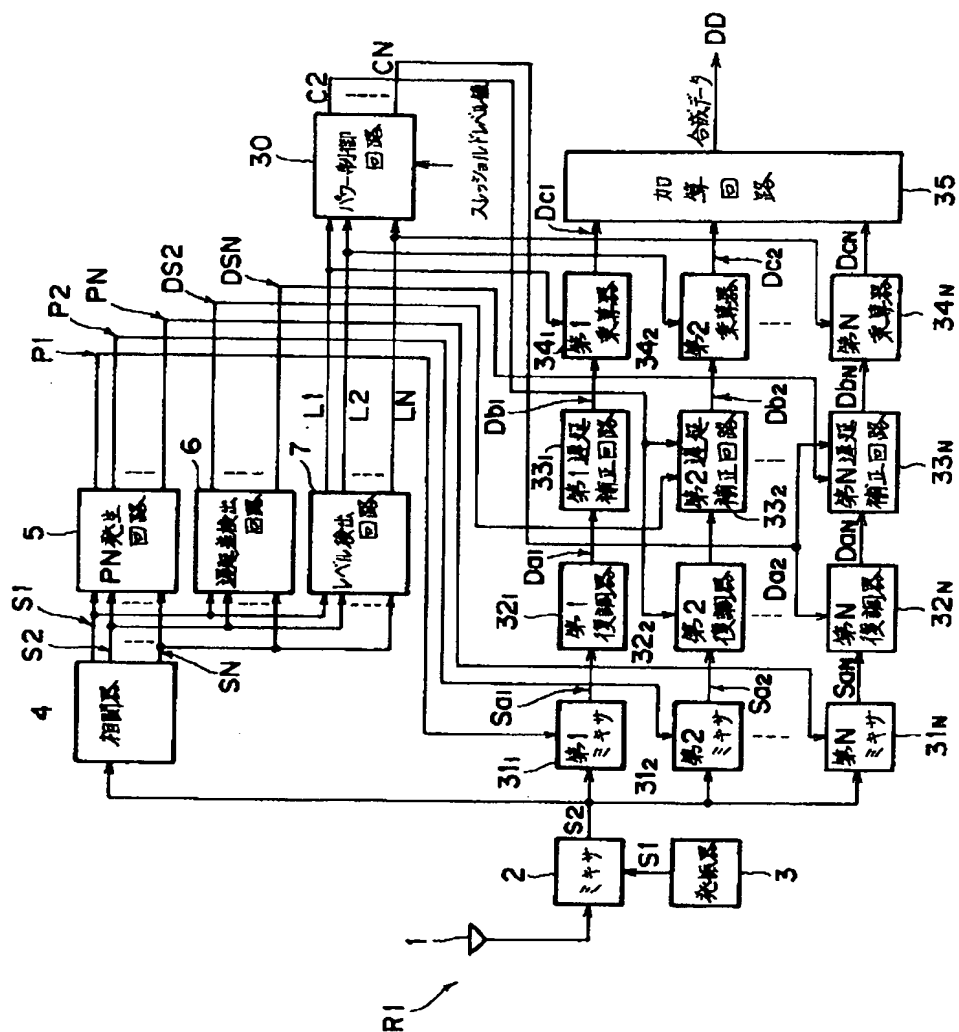 R1
1
2
ミキサ
S1
発振器
3
S2
4
相関器
S1
S2
SN
5
PN発生
回路
6
遅延差検出
回路
7
レベル検出
回路
P1
P2
PN
DS2
DSN
L1
L2
LN
30
パワー制御
回路
C2
CN
スレッショルドレベル値
31₁
第1
ミキサ
Sa1
32₁
第1
復調器
Da1
33₁
第1遅延
補正回路
Db1
34₁
第1
乗算器
Dc1
31₂
第2
ミキサ
Sa2
32₂
第2
復調器
Da2
第2遅延
補正回路
33₂
Db2
34₂
第2
乗算器
Dc2
第N
ミキサ
31N
SaN
第N
復調器
32N
DaN
第N遅延
補正回路
33N
DbN
第N
乗算器
34N
DcN
加算
回路
35
合成データ
DD